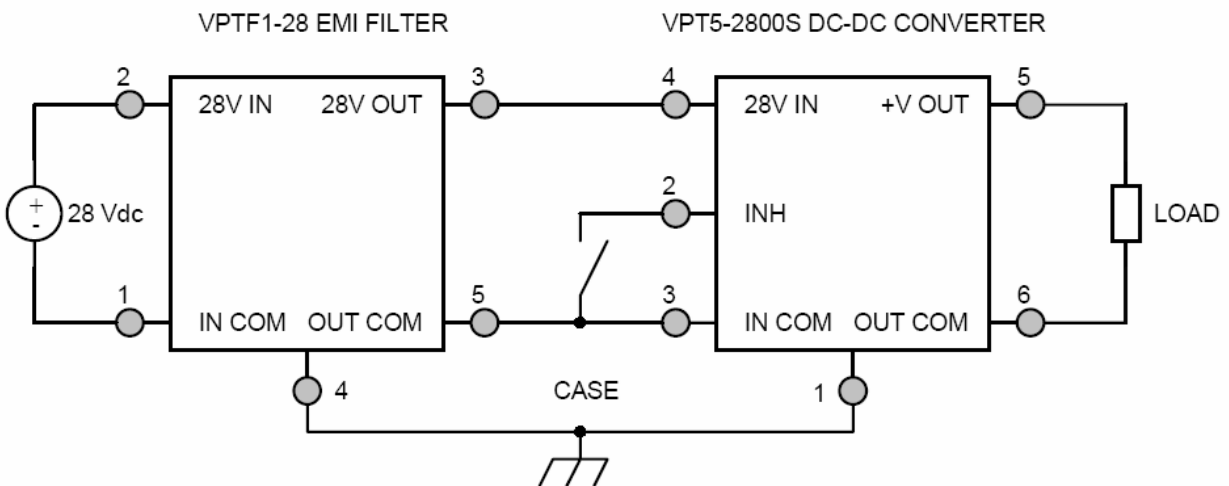 VPTF1-28 EMI FILTER VPT5-2800S DC-DC CONVERTER
2 3 4 5
28V IN 28V OUT 28V IN +V OUT
2
+ 28 Vdc INH LOAD
-
1 5 3 6
IN COM OUT COM IN COM OUT COM
4 CASE 1